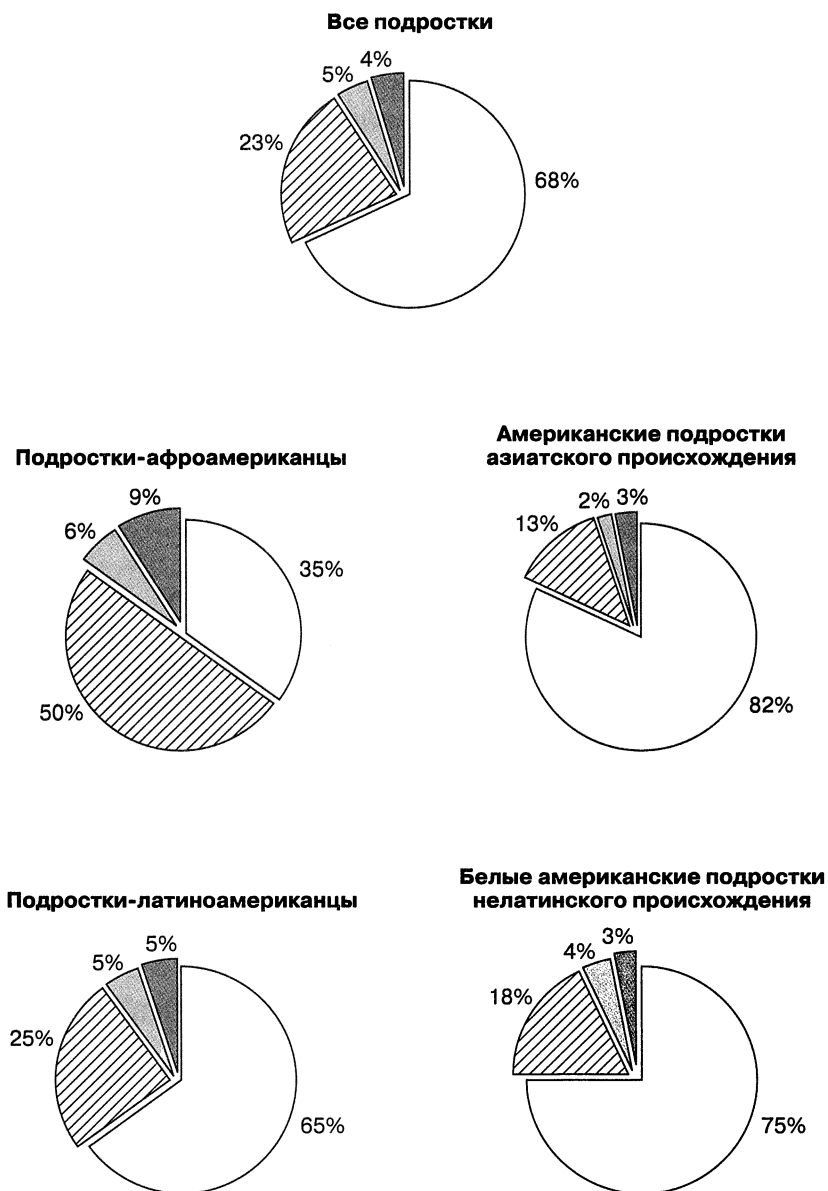 Все подростки
5% 4%
23%
68%
Подростки-афроамериканцы
9%
6%
35%
50%
Американские подростки
азиатского происхождения
2% 3%
13%
82%
Подростки-латиноамериканцы
5%
5%
25%
65%
Белые американские подростки
нелатинского происхождения
3%
4%
18%
75%